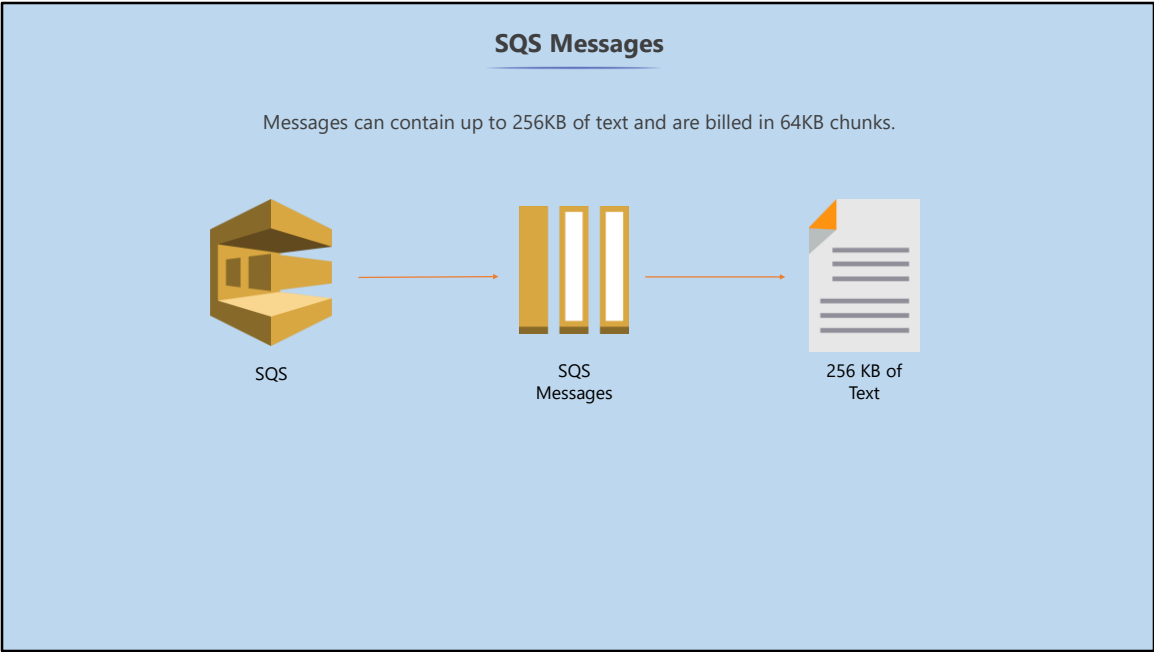 SQS Messages
Messages can contain up to 256KB of text and are billed in 64KB chunks.
SQS
SQS
Messages
256 KB of
Text